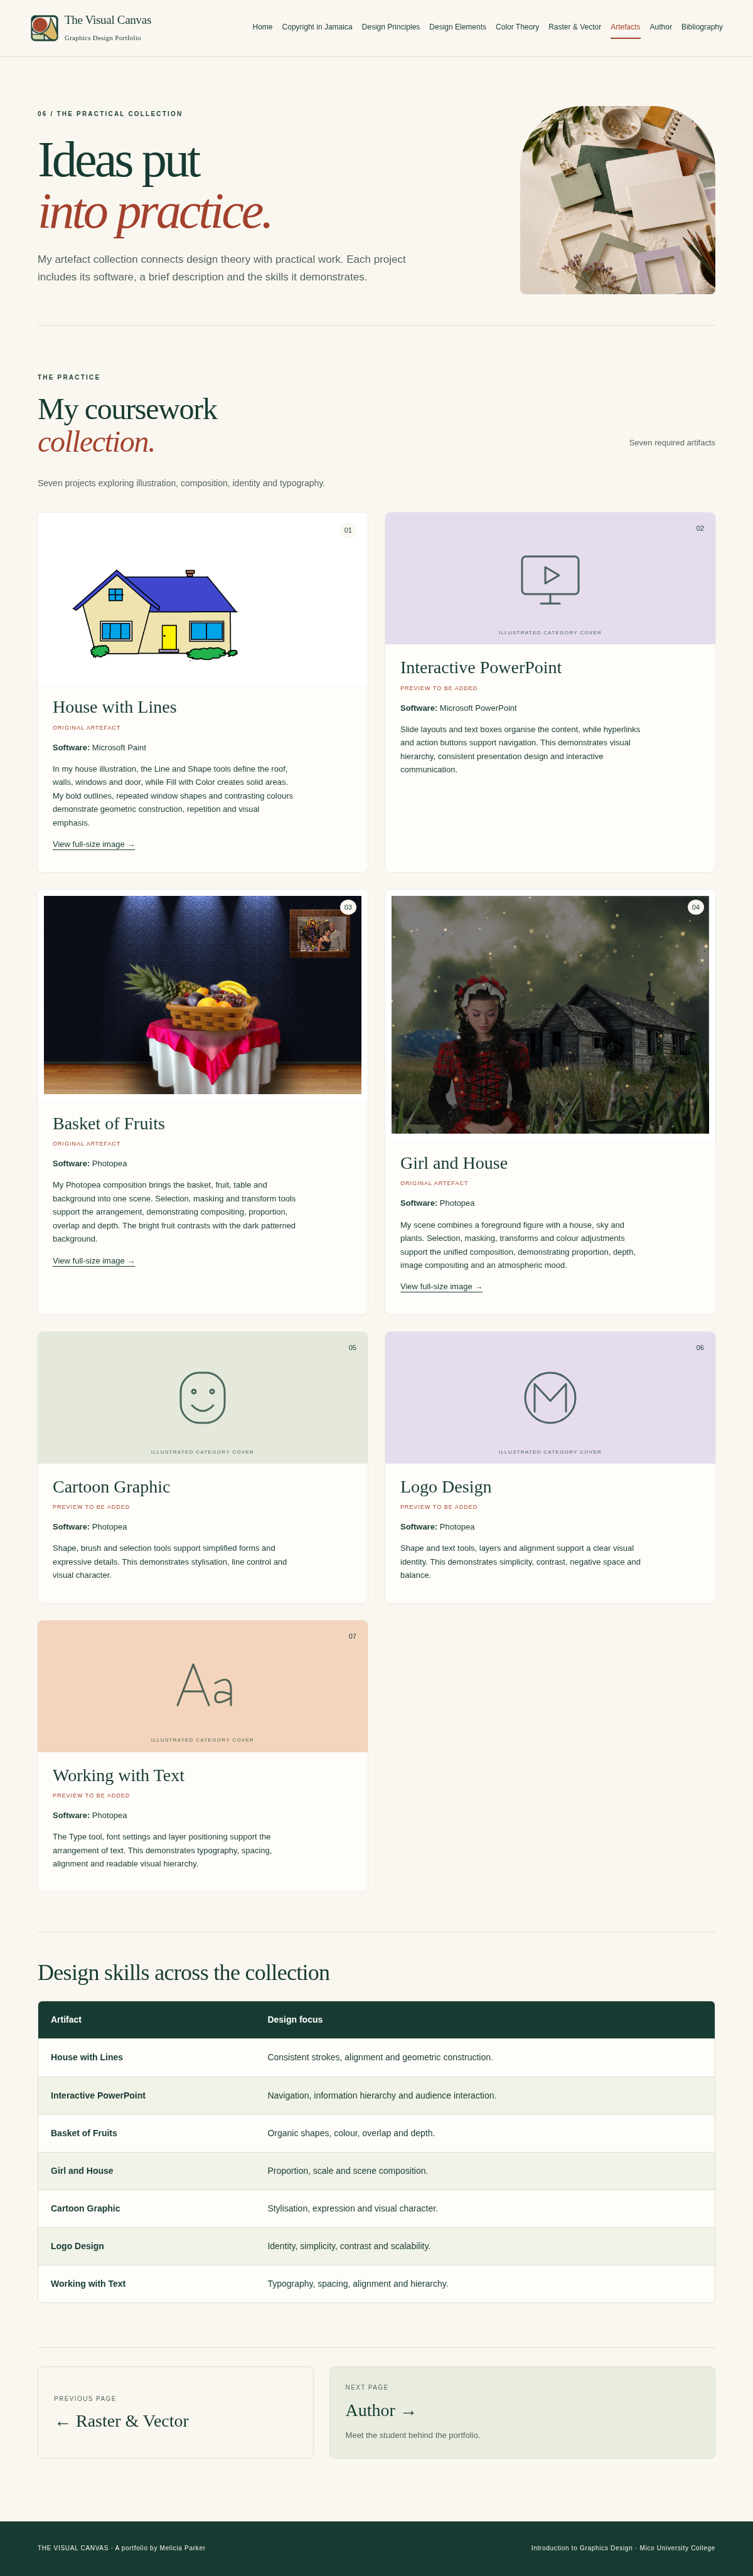 The Visual Canvas
Graphics Design Portfolio
Home Copyright in Jamaica Design Principles Design Elements Color Theory Raster & Vector Artefacts Author Bibliography
06 / THE PRACTICAL COLLECTION
Ideas put
into practice.
My artefact collection connects design theory with practical work. Each project
includes its software, a brief description and the skills it demonstrates.
THE PRACTICE
My coursework
collection.
Seven required artifacts
Seven projects exploring illustration, composition, identity and typography.
01
House with Lines
ORIGINAL ARTEFACT
Software: Microsoft Paint
In my house illustration, the Line and Shape tools define the roof,
walls, windows and door, while Fill with Color creates solid areas.
My bold outlines, repeated window shapes and contrasting colours
demonstrate geometric construction, repetition and visual
emphasis.
View full-size image →
02
ILLUSTRATED CATEGORY COVER
Interactive PowerPoint
PREVIEW TO BE ADDED
Software: Microsoft PowerPoint
Slide layouts and text boxes organise the content, while hyperlinks
and action buttons support navigation. This demonstrates visual
hierarchy, consistent presentation design and interactive
communication.
03
Basket of Fruits
ORIGINAL ARTEFACT
Software: Photopea
My Photopea composition brings the basket, fruit, table and
background into one scene. Selection, masking and transform tools
support the arrangement, demonstrating compositing, proportion,
overlap and depth. The bright fruit contrasts with the dark patterned
background.
View full-size image →
04
Girl and House
ORIGINAL ARTEFACT
Software: Photopea
My scene combines a foreground figure with a house, sky and
plants. Selection, masking, transforms and colour adjustments
support the unified composition, demonstrating proportion, depth,
image compositing and an atmospheric mood.
View full-size image →
05
ILLUSTRATED CATEGORY COVER
Cartoon Graphic
PREVIEW TO BE ADDED
Software: Photopea
Shape, brush and selection tools support simplified forms and
expressive details. This demonstrates stylisation, line control and
visual character.
06
M
ILLUSTRATED CATEGORY COVER
Logo Design
PREVIEW TO BE ADDED
Software: Photopea
Shape and text tools, layers and alignment support a clear visual
identity. This demonstrates simplicity, contrast, negative space and
balance.
07
Aa
ILLUSTRATED CATEGORY COVER
Working with Text
PREVIEW TO BE ADDED
Software: Photopea
The Type tool, font settings and layer positioning support the
arrangement of text. This demonstrates typography, spacing,
alignment and readable visual hierarchy.
Design skills across the collection
Artifact Design focus
House with Lines Consistent strokes, alignment and geometric construction.
Interactive PowerPoint Navigation, information hierarchy and audience interaction.
Basket of Fruits Organic shapes, colour, overlap and depth.
Girl and House Proportion, scale and scene composition.
Cartoon Graphic Stylisation, expression and visual character.
Logo Design Identity, simplicity, contrast and scalability.
Working with Text Typography, spacing, alignment and hierarchy.
PREVIOUS PAGE
← Raster & Vector
NEXT PAGE
Author →
Meet the student behind the portfolio.
THE VISUAL CANVAS · A portfolio by Melicia Parker
Introduction to Graphics Design · Mico University College